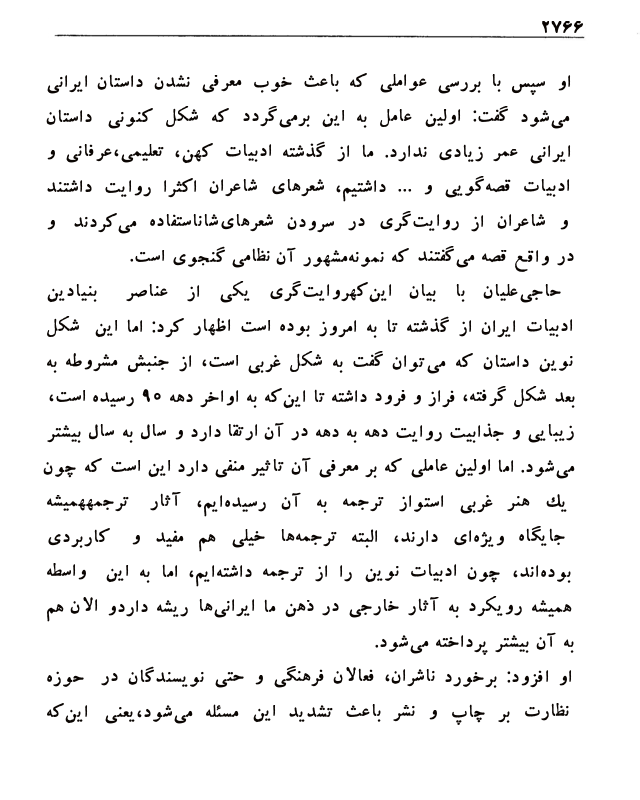 ۲۷۶۶
او سپس با بررسی عواملی که باعث خوب معرفی نشدن داستان ایرانی
می‌شود گفت: اولین عامل به این برمی‌گردد که شکل کنونی داستان
ایرانی عمر زیادی ندارد. ما از گذشته ادبیات کهن، تعلیمی،عرفانی و
ادبیات قصه‌گویی و ... داشتیم، شعرهای شاعران اکثرا روایت داشتند
و شاعران از روایت‌گری در سرودن شعرهای‌شاناستفاده می‌کردند و
در واقع قصه می‌گفتند که نمونه‌مشهور آن نظامی گنجوی است.
حاجی‌علیان با بیان این‌کهروایت‌گری یکی از عناصر بنیادین
ادبیات ایران از گذشته تا به امروز بوده است اظهار کرد: اما این شکل
نوین داستان که می‌توان گفت به شکل غربی است، از جنبش مشروطه به
بعد شکل گرفته، فراز و فرود داشته تا این‌که به اواخر دهه ۹۰ رسیده است،
زیبایی و جذابیت روایت دهه به دهه در آن ارتقا دارد و سال به سال بیشتر
می‌شود. اما اولین عاملی که بر معرفی آن تاثیر منفی دارد این است که چون
یك هنر غربی استواز ترجمه به آن رسیده‌ایم، آثار ترجمههمیشه
جایگاه ویژه‌ای دارند، البته ترجمه‌ها خیلی هم مفید و کاربردی
بوده‌اند، چون ادبیات نوین را از ترجمه داشته‌ایم، اما به این واسطه
همیشه رویکرد به آثار خارجی در ذهن ما ایرانی‌ها ریشه داردو الان هم
به آن بیشتر پرداخته می‌شود.
او افزود: برخورد ناشران، فعالان فرهنگی و حتی نویسندگان در حوزه
نظارت بر چاپ و نشر باعث تشدید این مسئله می‌شود،یعنی این‌که